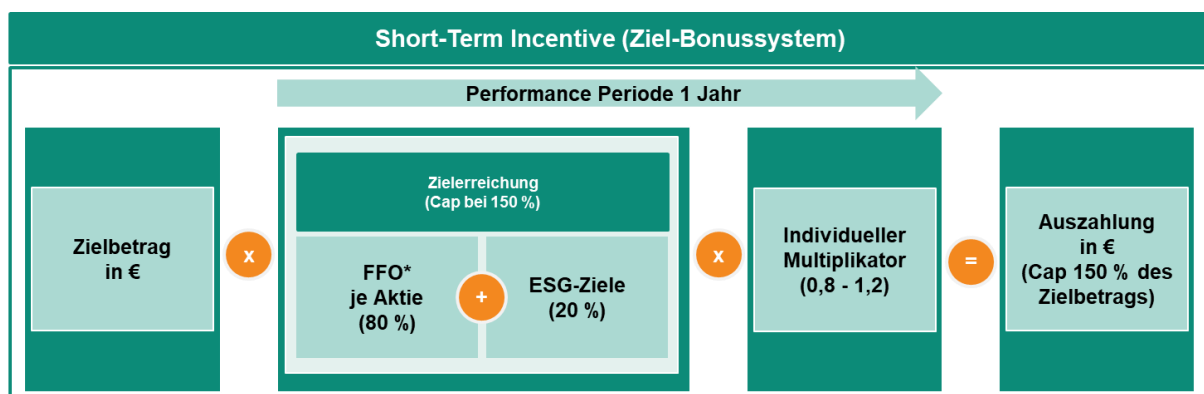 Short-Term Incentive (Ziel-Bonussystem)
Performance Periode 1 Jahr
Zielbetrag
in €
x
Zielerreichung
(Cap bei 150 %)
FFO*
je Aktie
(80 %)
+
ESG-Ziele
(20 %)
x
Individueller
Multiplikator
(0,8 - 1,2)
=
Auszahlung
in €
(Cap 150 % des
Zielbetrags)